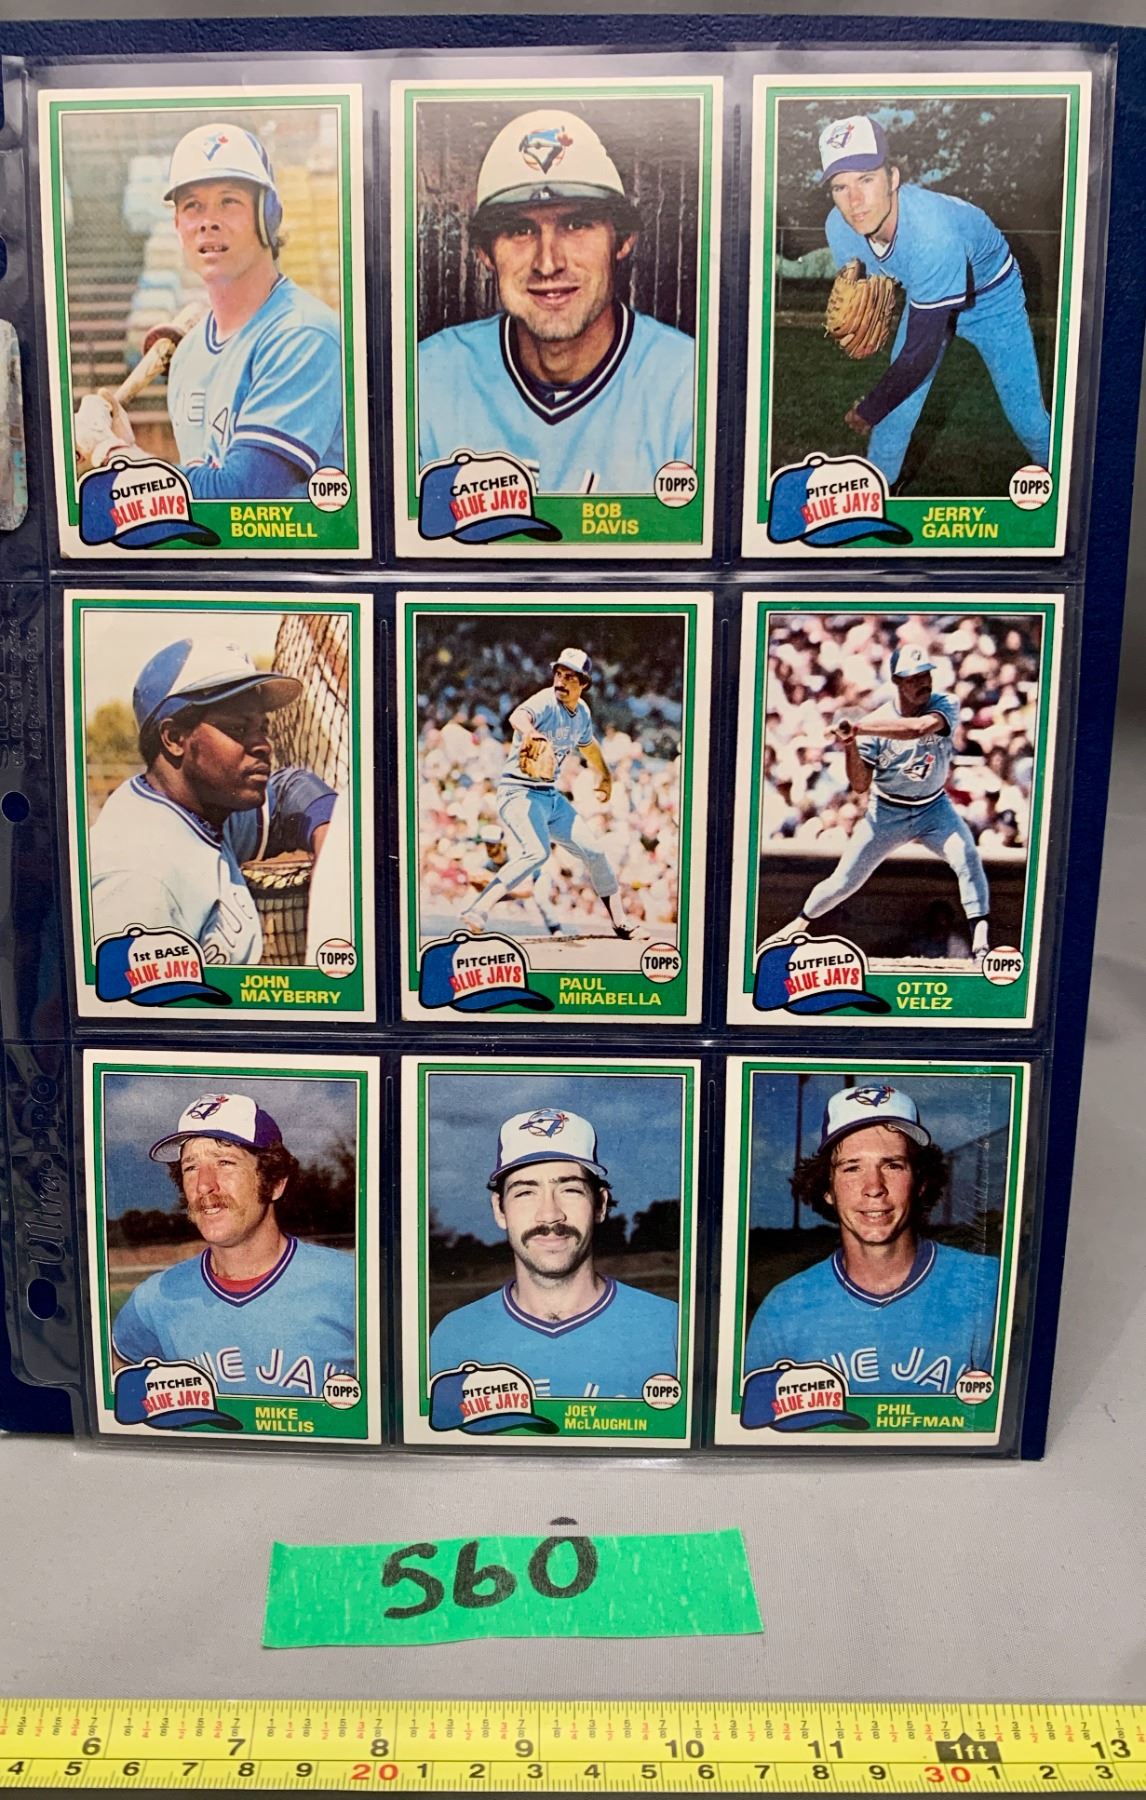 OUTFIELD
BLUE JAYS
BARRY
BONNELL
TOPPS
CATCHER
BLUE JAYS
BOB
DAVIS
TOPPS
PITCHER
BLUE JAYS
JERRY
GARVIN
TOPPS
1st BASE
BLUE JAYS
JOHN
MAYBERRY
TOPPS
PITCHER
BLUE JAYS
PAUL
MIRABELLA
TOPPS
OUTFIELD
BLUE JAYS
OTTO
VELEZ
TOPPS
UE JA
PITCHER
BLUE JAYS
MIKE
WILLIS
TOPPS
PITCHER
BLUE JAYS
JOEY
McLAUGHLIN
TOPPS
UE JA
PITCHER
BLUE JAYS
PHIL
HUFFMAN
TOPPS
Ultra·PRO
560
6 7 8 9 10 11 1ft 13
4 5 6 7 8 9 20 1 2 3 4 5 6 7 8 9 30 1 2 3